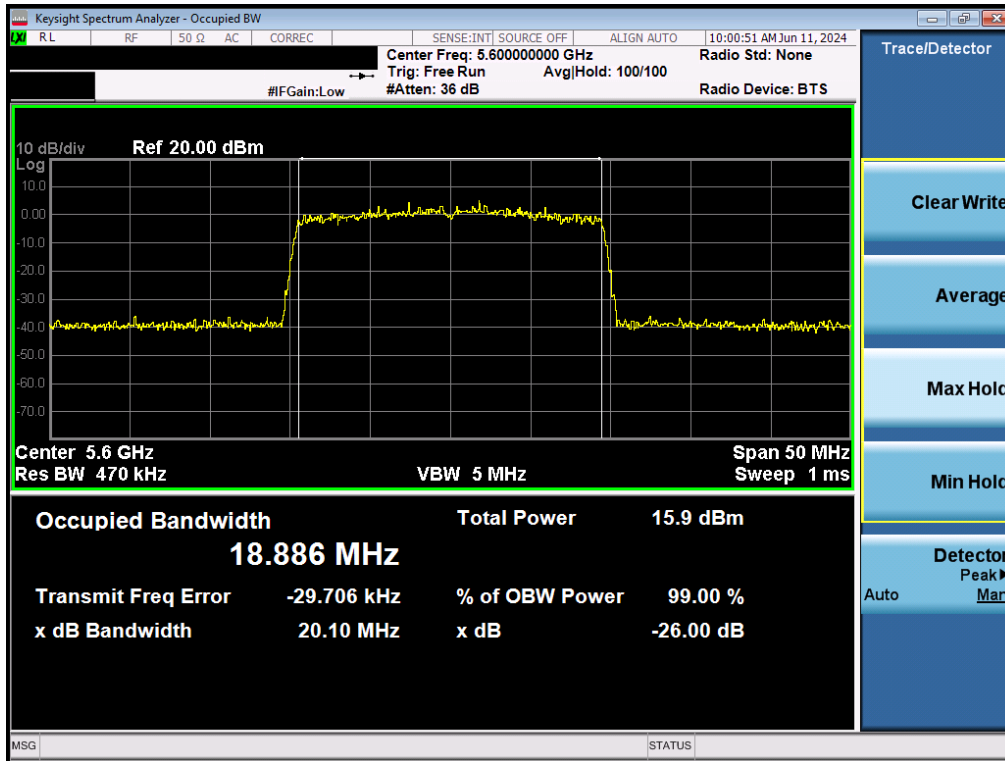 Keysight Spectrum Analyzer - Occupied BW
LXI RL RF 50 Ω AC CORREC SENSE:INT SOURCE OFF ALIGN AUTO 10:00:51 AM Jun 11, 2024
Center Freq: 5.600000000 GHz Radio Std: None
Trig: Free Run Avg|Hold: 100/100
#IFGain:Low #Atten: 36 dB Radio Device: BTS
Trace/Detector
10 dB/div Ref 20.00 dBm
Log
10.0
0.00
-10.0
-20.0
-30.0
-40.0
-50.0
-60.0
-70.0
Center 5.6 GHz Span 50 MHz
Res BW 470 kHz VBW 5 MHz Sweep 1 ms
Occupied Bandwidth Total Power 15.9 dBm
18.886 MHz
Transmit Freq Error -29.706 kHz % of OBW Power 99.00 %
x dB Bandwidth 20.10 MHz x dB -26.00 dB
Clear Write
Average
Max Hold
Min Hold
Detector
Peak
Auto Man
MSG STATUS